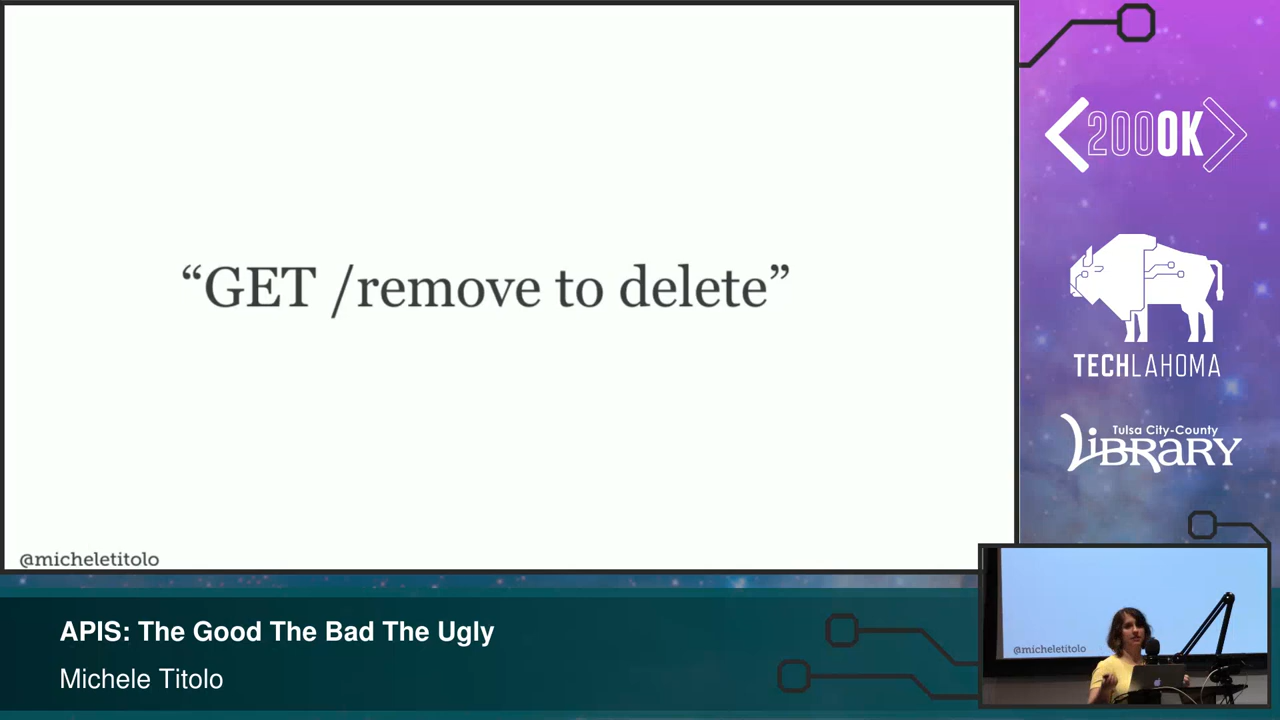 “GET /remove to delete”
@micheletitolo
200OK
TECHLAHOMA
Tulsa City-County
LiBRARY
@micheletitolo
APIS: The Good The Bad The Ugly
Michele Titolo